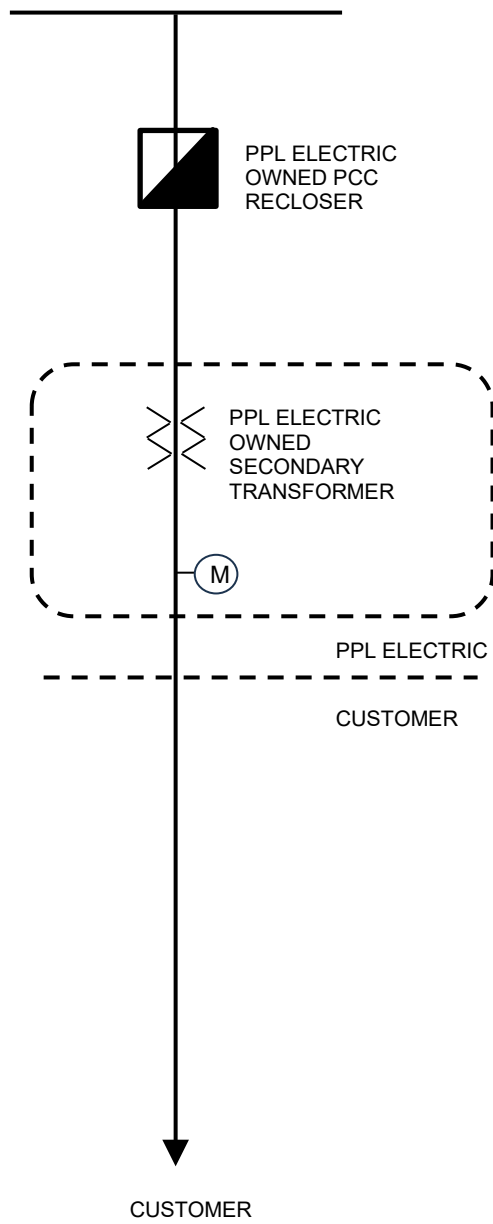 PPL ELECTRIC
OWNED PCC
RECLOSER
PPL ELECTRIC
OWNED
SECONDARY
TRANSFORMER
M
PPL ELECTRIC
CUSTOMER
CUSTOMER